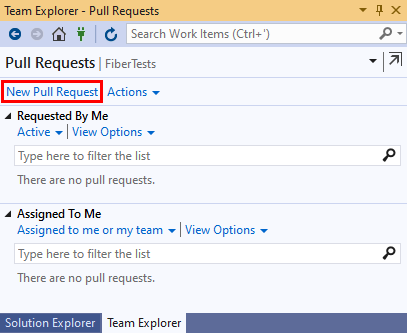 Team Explorer - Pull Requests
Search Work Items (Ctrl+')
Pull Requests | FiberTests
New Pull Request | Actions
Requested By Me
Active | View Options
Type here to filter the list
There are no pull requests.
Assigned To Me
Assigned to me or my team | View Options
Type here to filter the list
There are no pull requests.
Solution Explorer Team Explorer